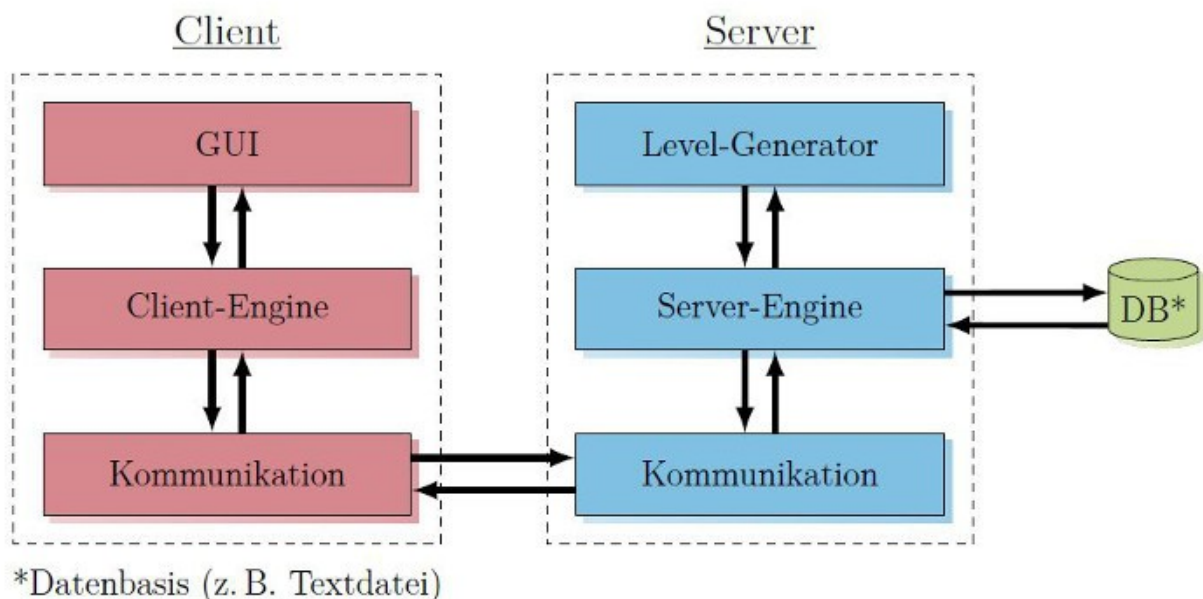 Client
Server
GUI
Level-Generator
Client-Engine
Server-Engine
DB*
Kommunikation
Kommunikation
*Datenbasis (z. B. Textdatei)